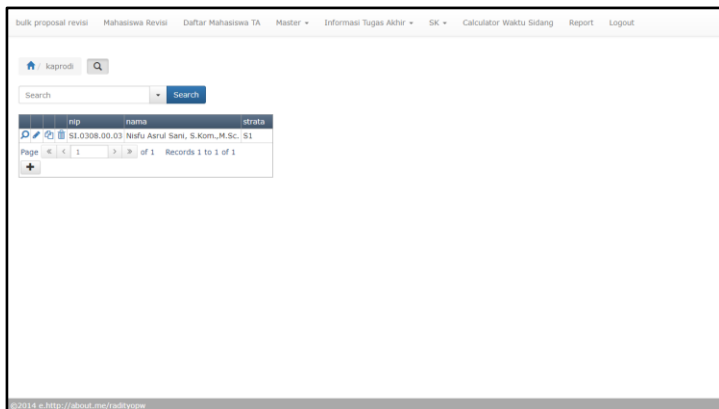 bulk proposal revisi Mahasiswa Revisi Daftar Mahasiswa TA Master Informasi Tugas Akhir SK Calculator Waktu Sidang Report Logout
/ kaprodi
Search Search
nip nama strata
SI.0308.00.03 Nisfu Asrul Sani, S.Kom.,M.Sc. S1
Page « < 1 > » of 1 Records 1 to 1 of 1
+
©2014 e.http://about.me/radityopw